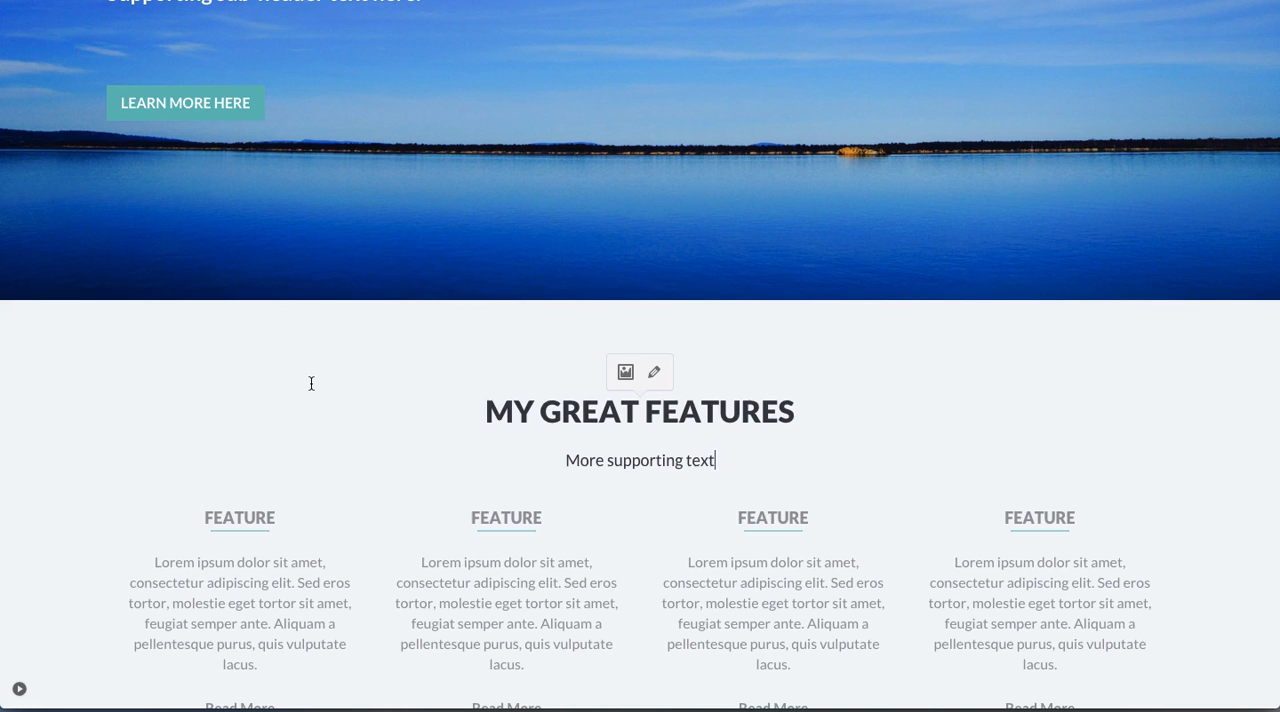 Supporting sub-header text here.
LEARN MORE HERE
MY GREAT FEATURES
More supporting text
FEATURE
Lorem ipsum dolor sit amet,
consectetur adipiscing elit. Sed eros
tortor, molestie eget tortor sit amet,
feugiat semper ante. Aliquam a
pellentesque purus, quis vulputate
lacus.
Read More
FEATURE
Lorem ipsum dolor sit amet,
consectetur adipiscing elit. Sed eros
tortor, molestie eget tortor sit amet,
feugiat semper ante. Aliquam a
pellentesque purus, quis vulputate
lacus.
Read More
FEATURE
Lorem ipsum dolor sit amet,
consectetur adipiscing elit. Sed eros
tortor, molestie eget tortor sit amet,
feugiat semper ante. Aliquam a
pellentesque purus, quis vulputate
lacus.
Read More
FEATURE
Lorem ipsum dolor sit amet,
consectetur adipiscing elit. Sed eros
tortor, molestie eget tortor sit amet,
feugiat semper ante. Aliquam a
pellentesque purus, quis vulputate
lacus.
Read More